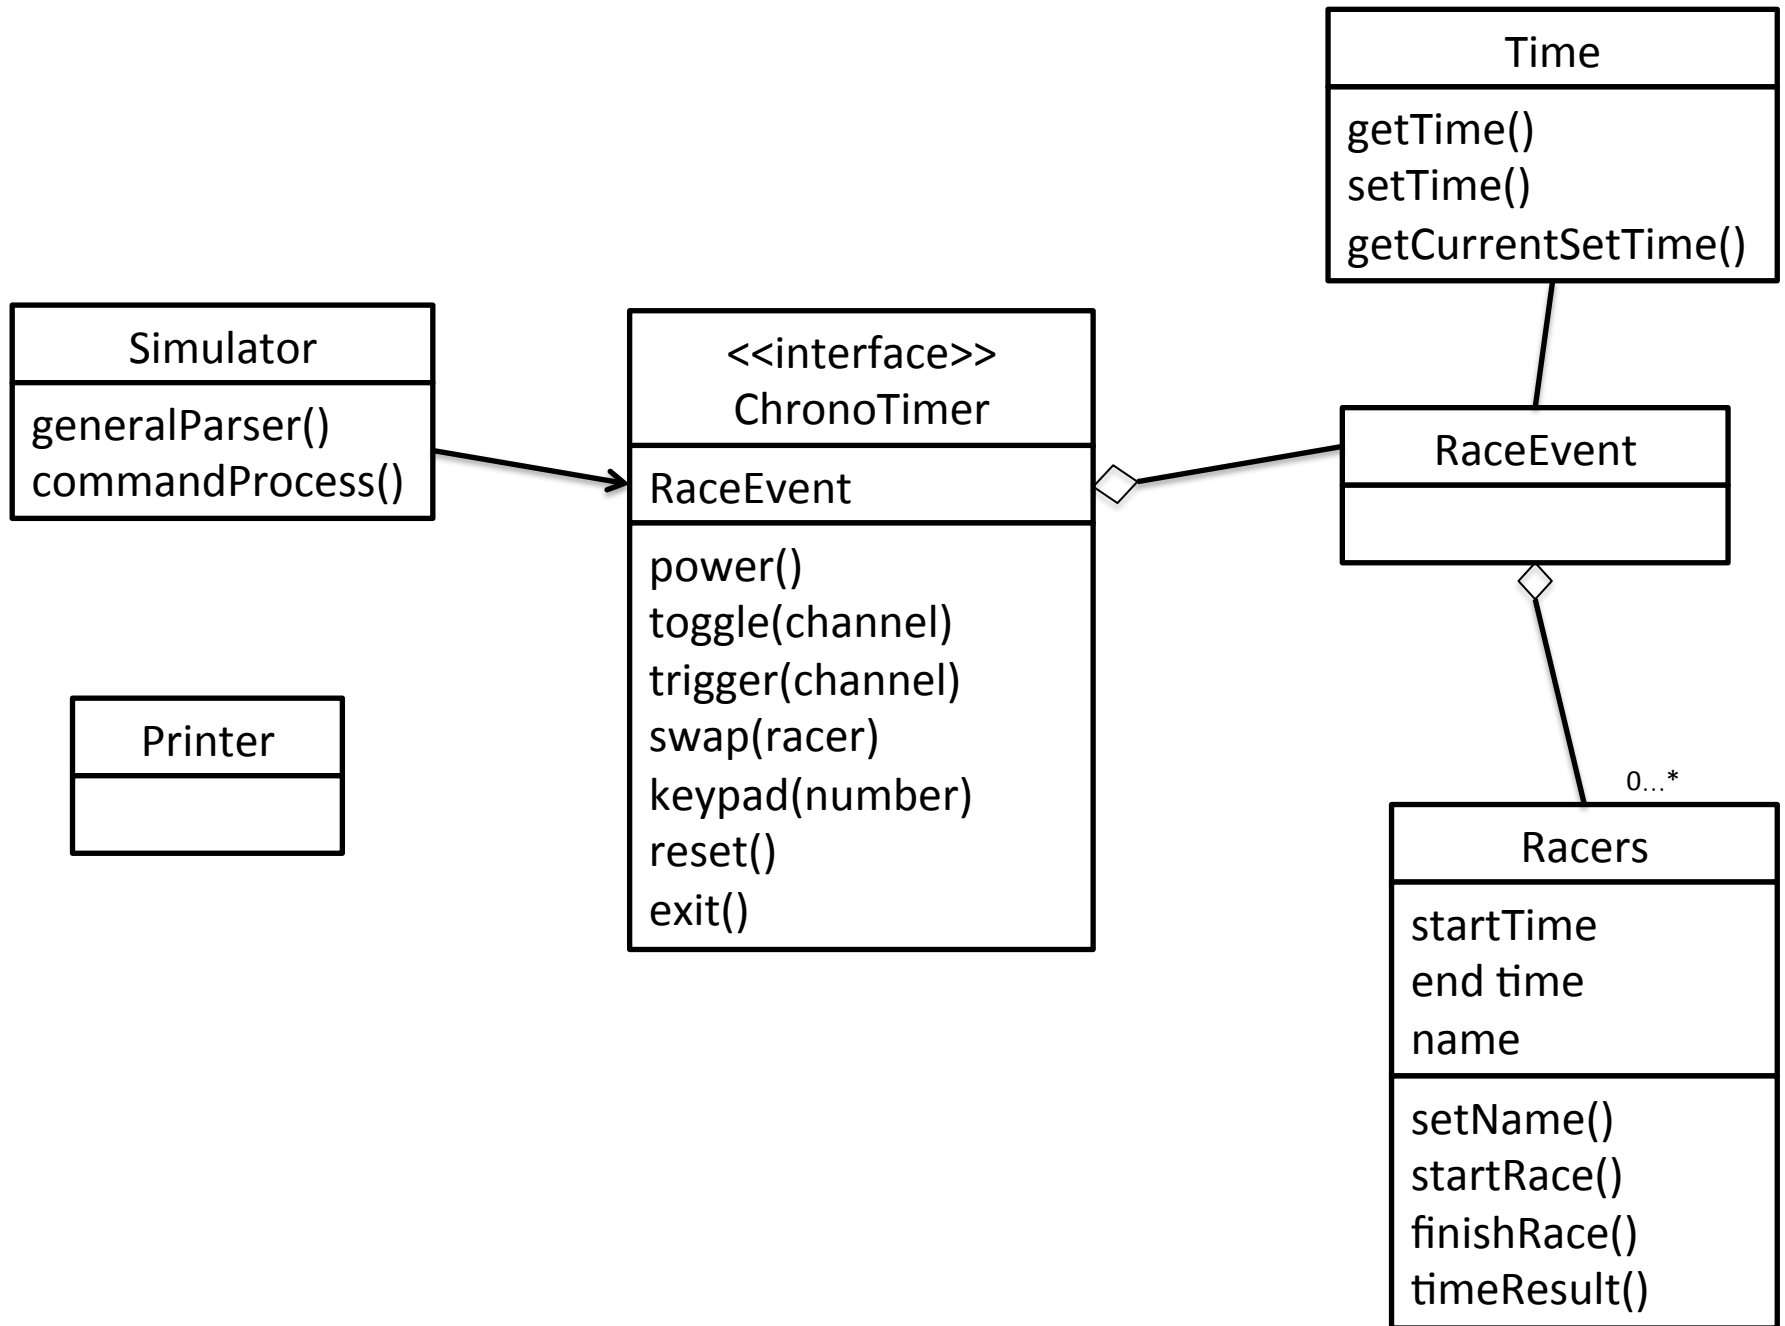 Time
getTime()
setTime()
getCurrentSetTime()
Simulator
generalParser()
commandProcess()
<<interface>>
ChronoTimer
RaceEvent
power()
toggle(channel)
trigger(channel)
swap(racer)
keypad(number)
reset()
exit()
RaceEvent
Printer
0...*
Racers
startTime
end time
name
setName()
startRace()
finishRace()
timeResult()